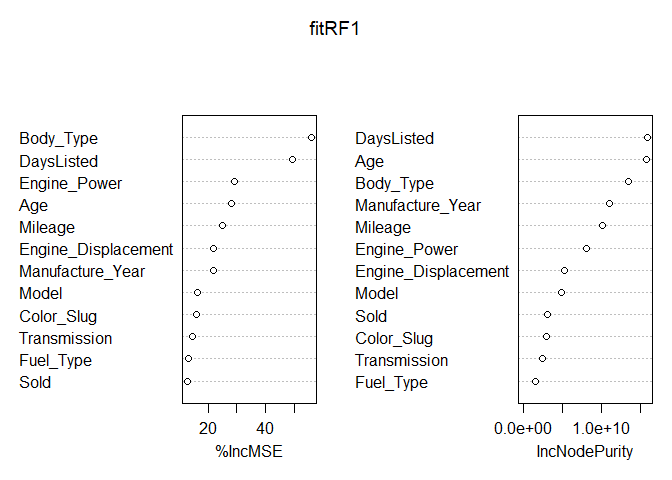 fitRF1
Body_Type
DaysListed
Engine_Power
Age
Mileage
Engine_Displacement
Manufacture_Year
Model
Color_Slug
Transmission
Fuel_Type
Sold
20 40
%IncMSE
DaysListed
Age
Body_Type
Manufacture_Year
Mileage
Engine_Power
Engine_Displacement
Model
Sold
Color_Slug
Transmission
Fuel_Type
0.0e+00 1.0e+10
IncNodePurity